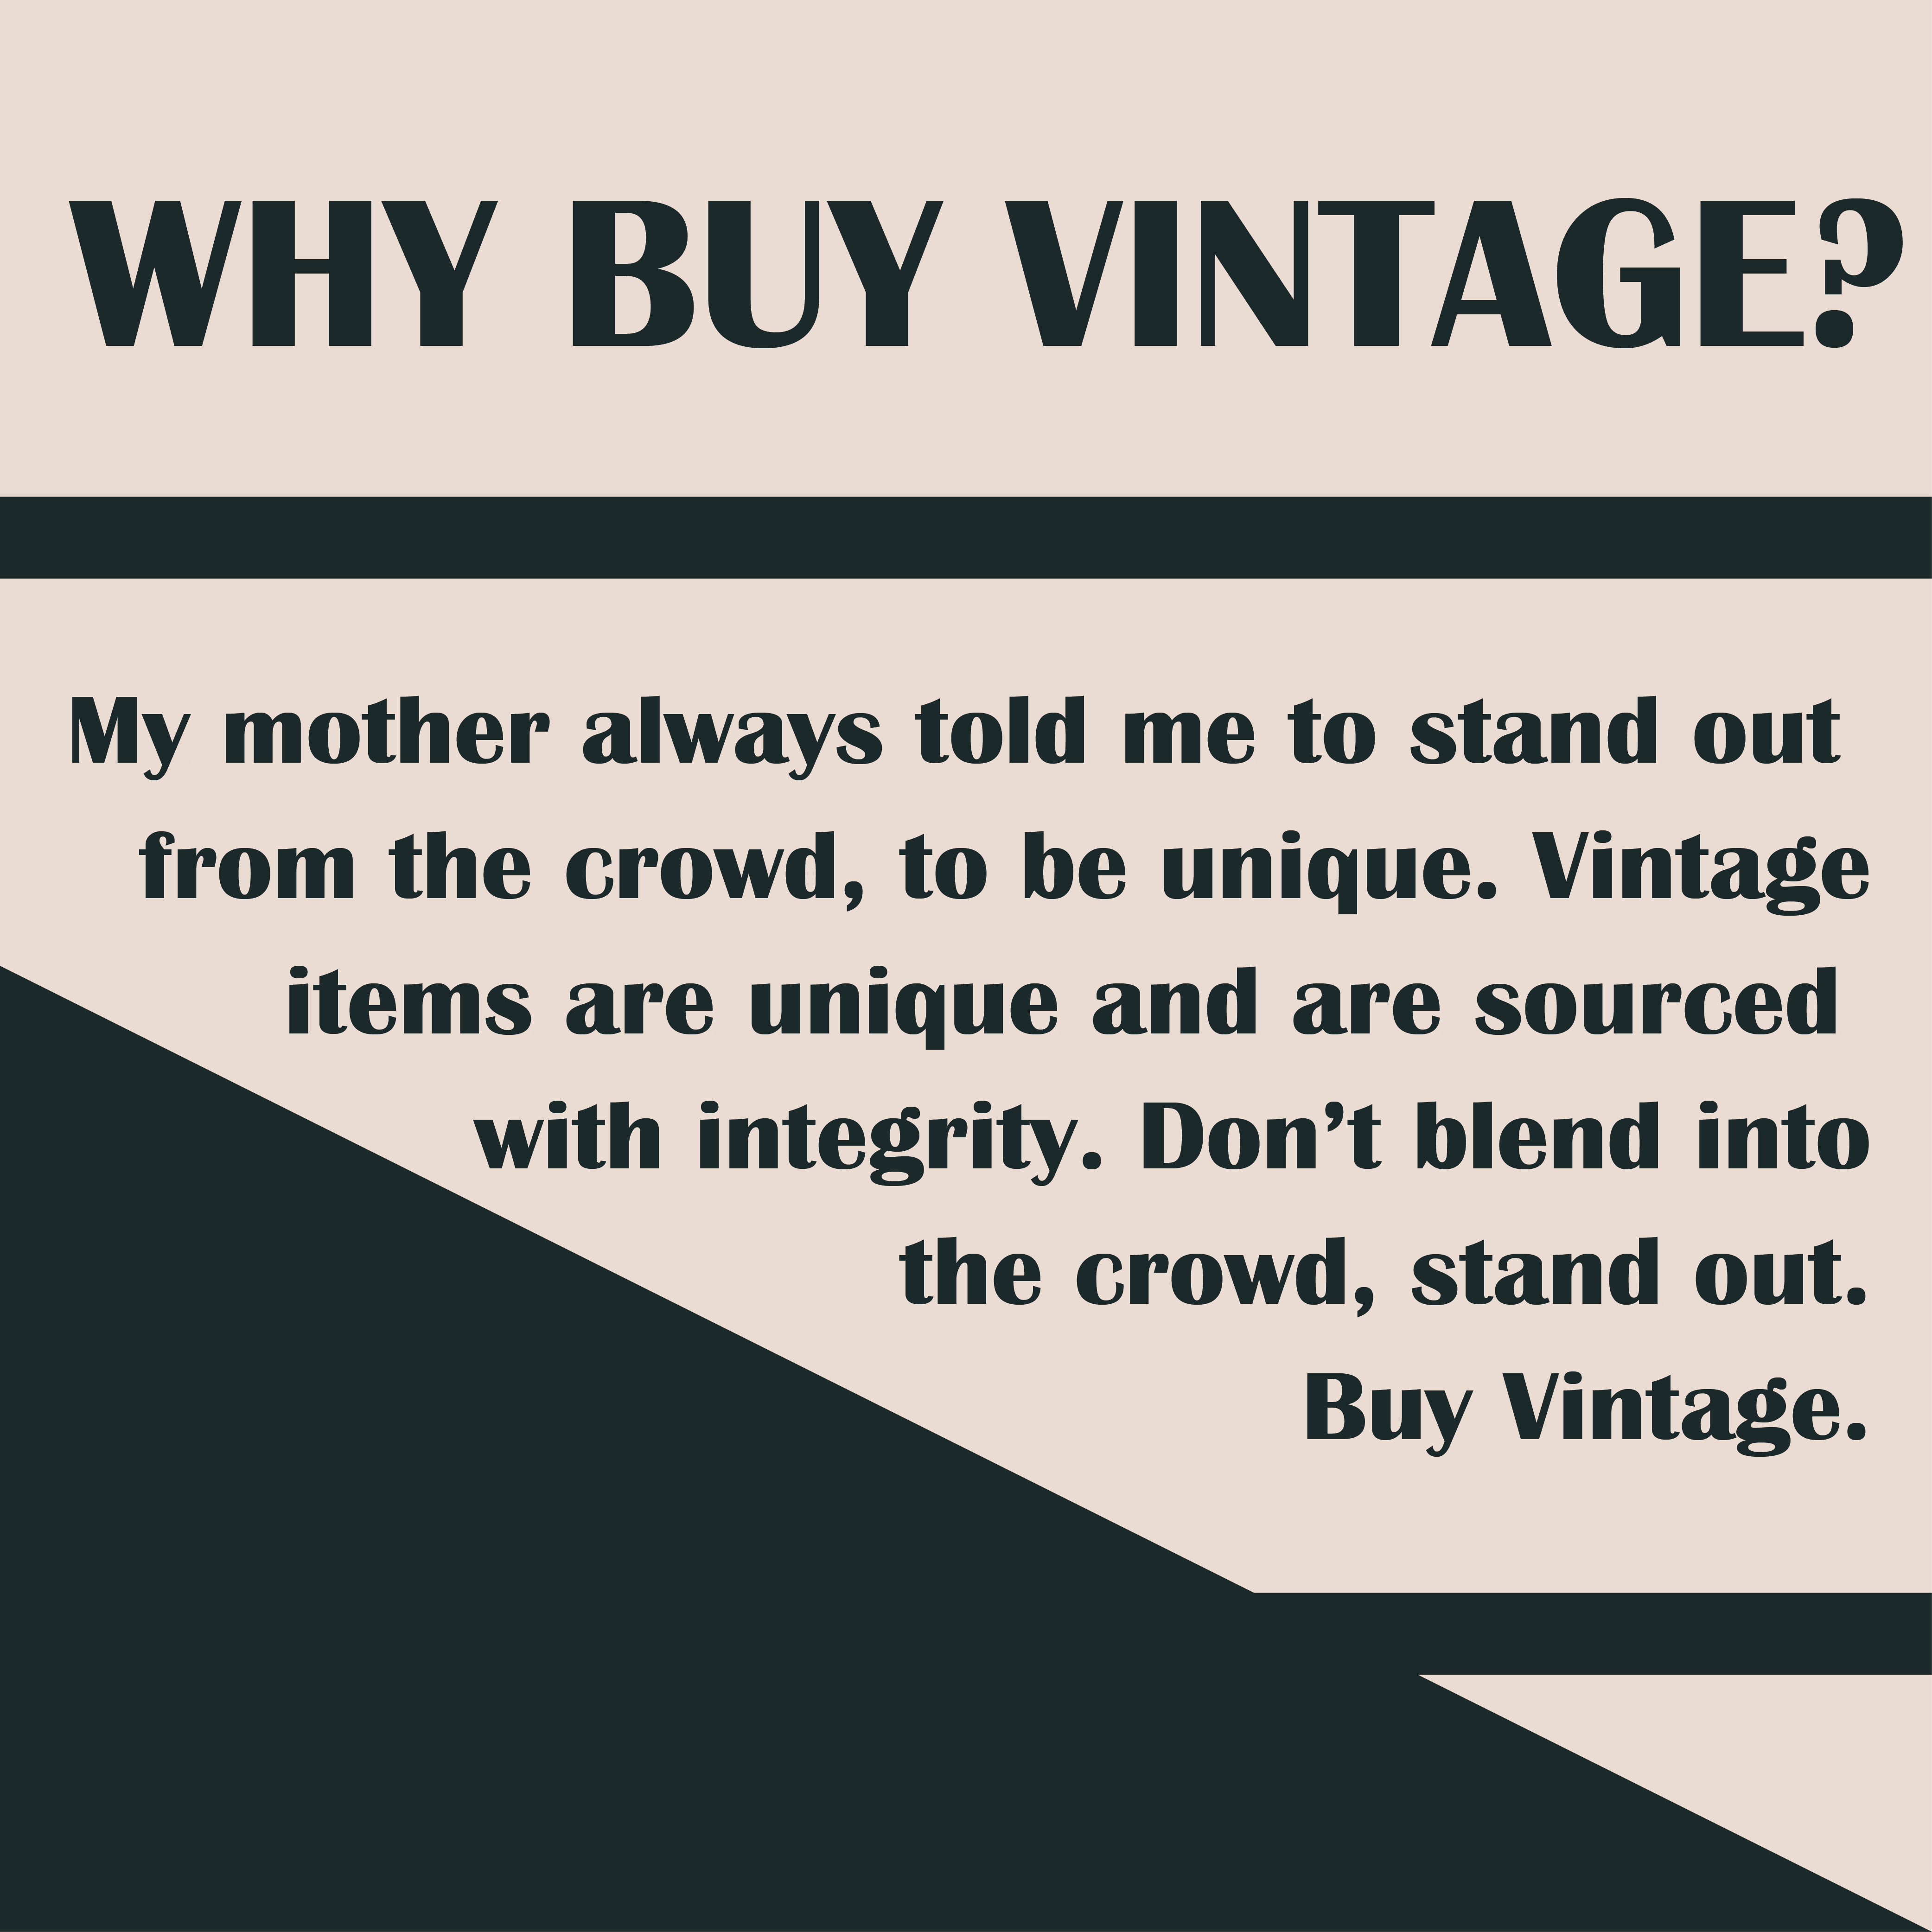 WHY BUY VINTAGE?
My mother always told me to stand out
from the crowd, to be unique. Vintage
items are unique and are sourced
with integrity. Don't blend into
the crowd, stand out.
Buy Vintage.